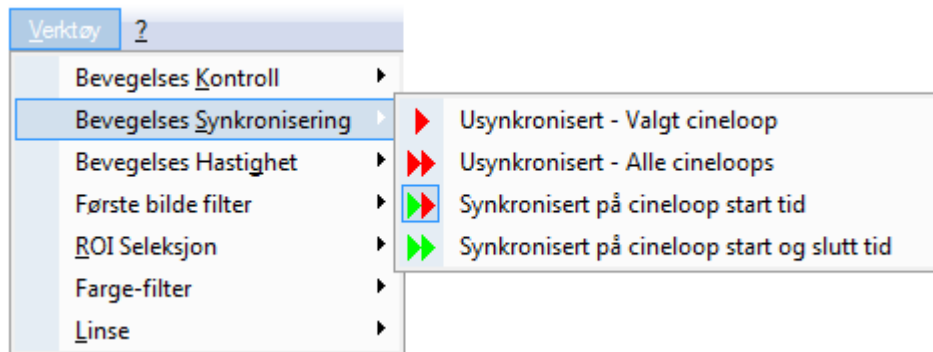 Verktøy ?
Bevegelses Kontroll
Bevegelses Synkronisering
Bevegelses Hastighet
Første bilde filter
ROI Seleksjon
Farge-filter
Linse
Usynkronisert - Valgt cineloop
Usynkronisert - Alle cineloops
Synkronisert på cineloop start tid
Synkronisert på cineloop start og slutt tid